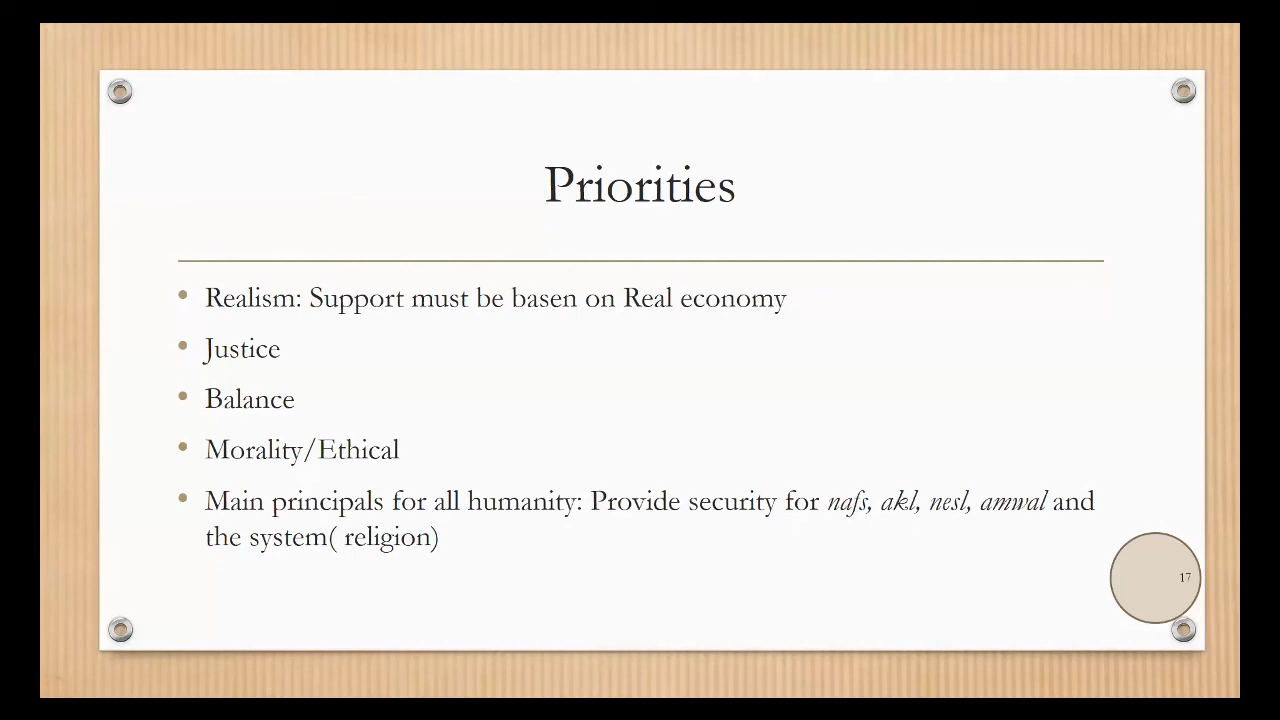 Priorities
Realism: Support must be basen on Real economy
Justice
Balance
Morality/Ethical
Main principals for all humanity: Provide security for nafs, akl, nesl, amwal and
the system( religion)
17